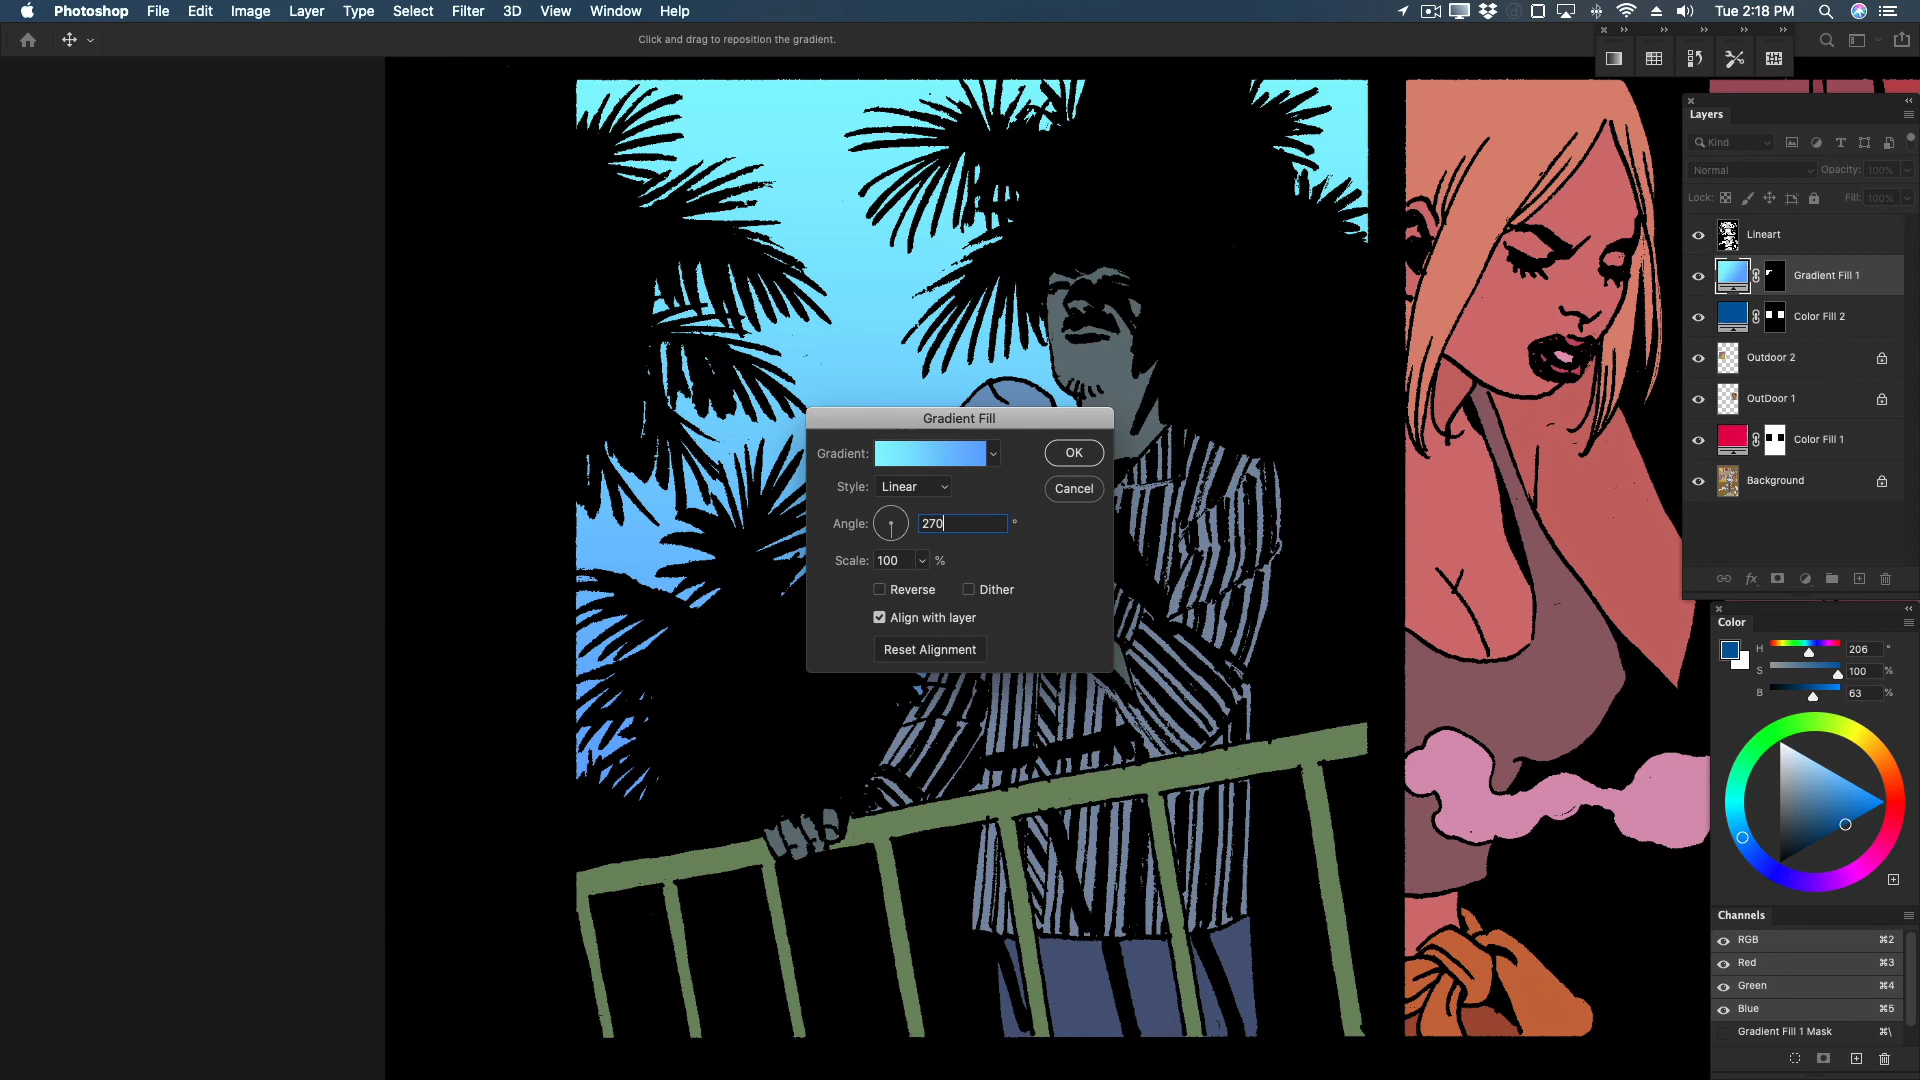 Photoshop File Edit Image Layer Type Select Filter 3D View Window Help Tue 2:18 PM
Click and drag to reposition the gradient.
Layers
Kind
Normal Opacity: 100%
Lock: Fill: 100%
Lineart
Gradient Fill 1
Color Fill 2
Outdoor 2
OutDoor 1
Color Fill 1
Background
fx
Gradient Fill
Gradient: OK
Style: Linear Cancel
Angle: 270 °
Scale: 100 %
Reverse Dither
Align with layer
Reset Alignment
Color
H 206 °
S 100 %
B 63 %
Channels
RGB ⌘2
Red ⌘3
Green ⌘4
Blue ⌘5
Gradient Fill 1 Mask ⌘\